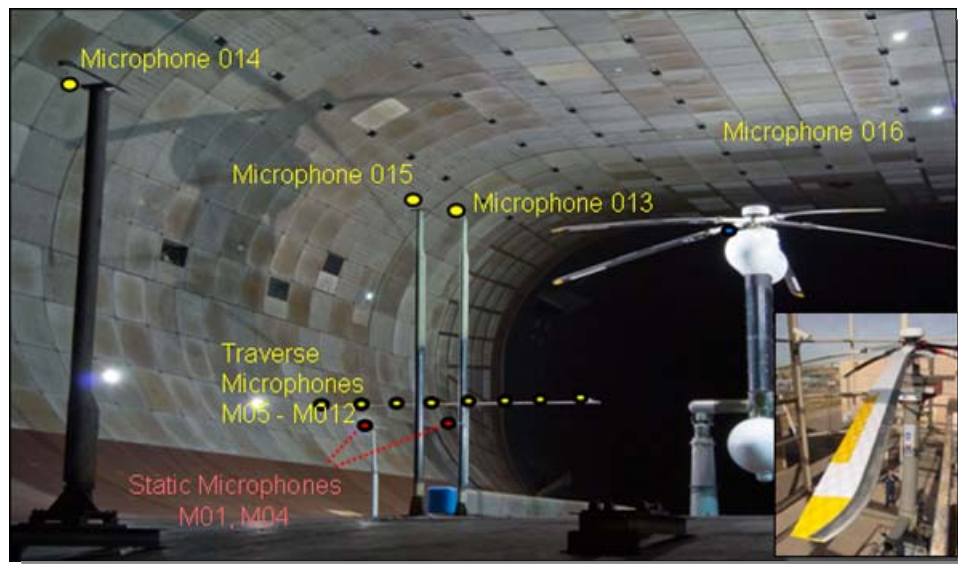 Microphone 014
Microphone 016
Microphone 015
Microphone 013
Traverse
Microphones
M05 - M012
Static Microphones
M01, M04